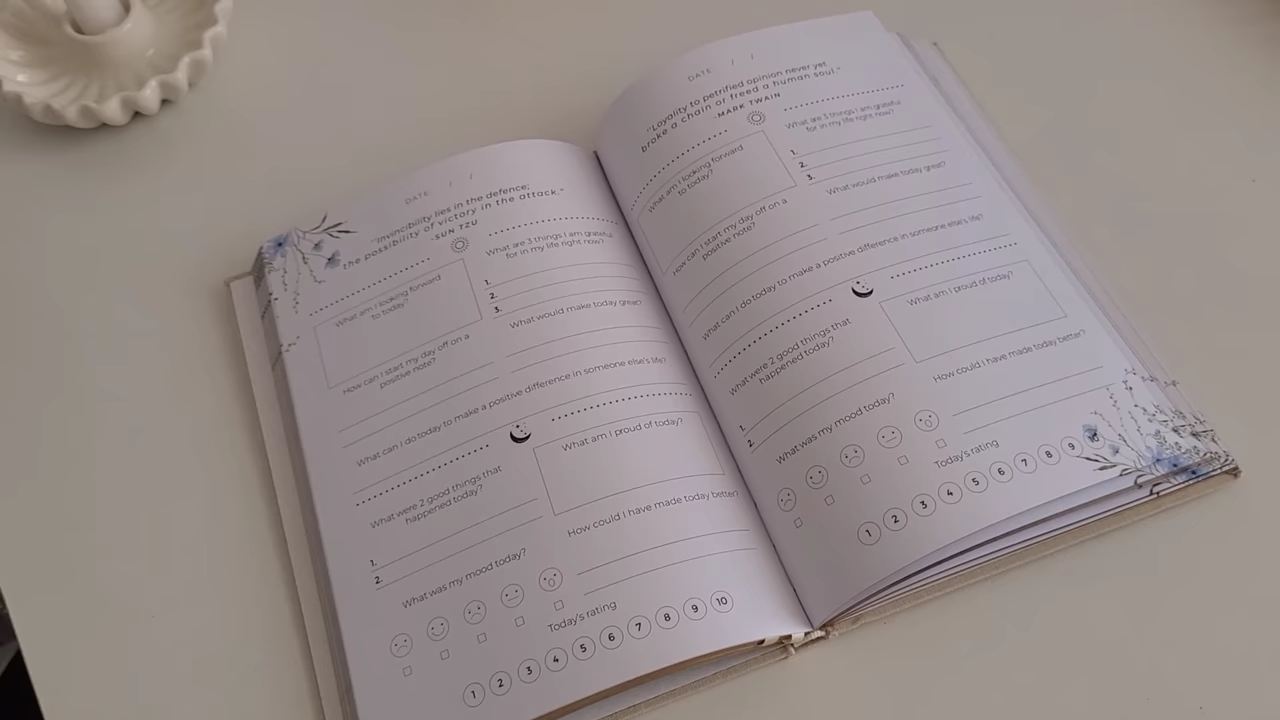 DATE / /
"Invincibility lies in the defence;
the possibility of victory in the attack."
-SUN TZU
What am I looking forward
to today?
What are 3 things I am grateful
for in my life right now?
1.
2.
3.
How can I start my day off on a
positive note?
What would make today great?
What can I do today to make a positive difference in someone else's life?
What were 2 good things that
happened today?
1.
2.
What am I proud of today?
How could I have made today better?
What was my mood today?
Today's rating
1 2 3 4 5 6 7 8 9 10
DATE / /
"Loyality to petrified opinion never yet
broke a chain or freed a human soul."
-MARK TWAIN
What am I looking forward
to today?
What are 3 things I am grateful
for in my life right now?
1.
2.
3.
How can I start my day off on a
positive note?
What would make today great?
What can I do today to make a positive difference in someone else's life?
What were 2 good things that
happened today?
1.
2.
What am I proud of today?
How could I have made today better?
What was my mood today?
Today's rating
1 2 3 4 5 6 7 8 9